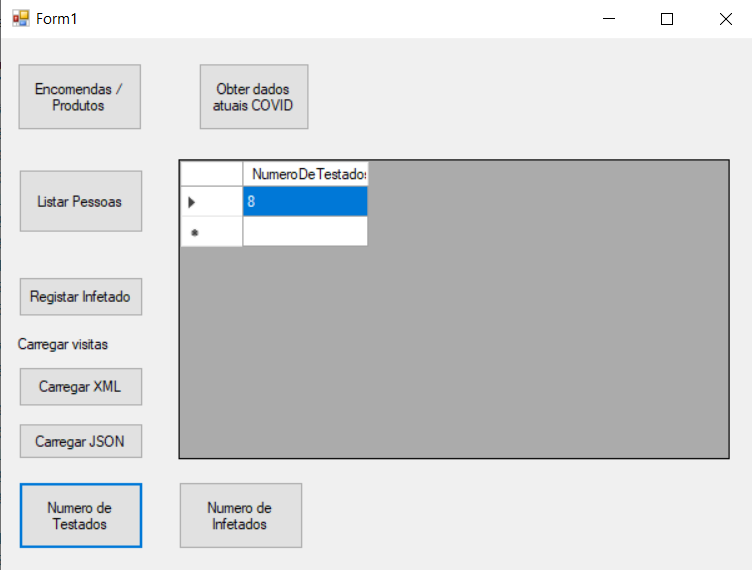 Form1
Encomendas /
Produtos
Obter dados
atuais COVID
Listar Pessoas
NumeroDeTestados
8
Registar Infetado
Carregar visitas
Carregar XML
Carregar JSON
Numero de
Testados
Numero de
Infetados